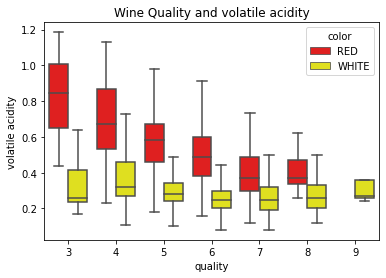 Wine Quality and volatile acidity
color
RED
WHITE
volatile acidity
1.2
1.0
0.8
0.6
0.4
0.2
3 4 5 6 7 8 9
quality